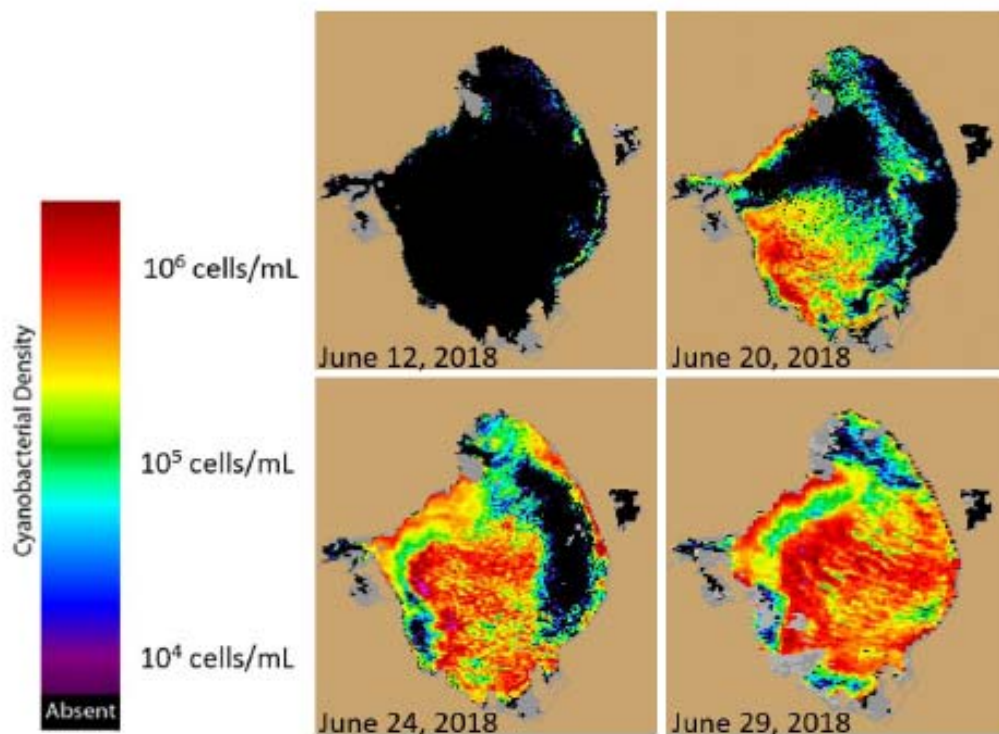 Cyanobacterial Density
10⁶ cells/mL
10⁵ cells/mL
10⁴ cells/mL
Absent
June 12, 2018
June 20, 2018
June 24, 2018
June 29, 2018